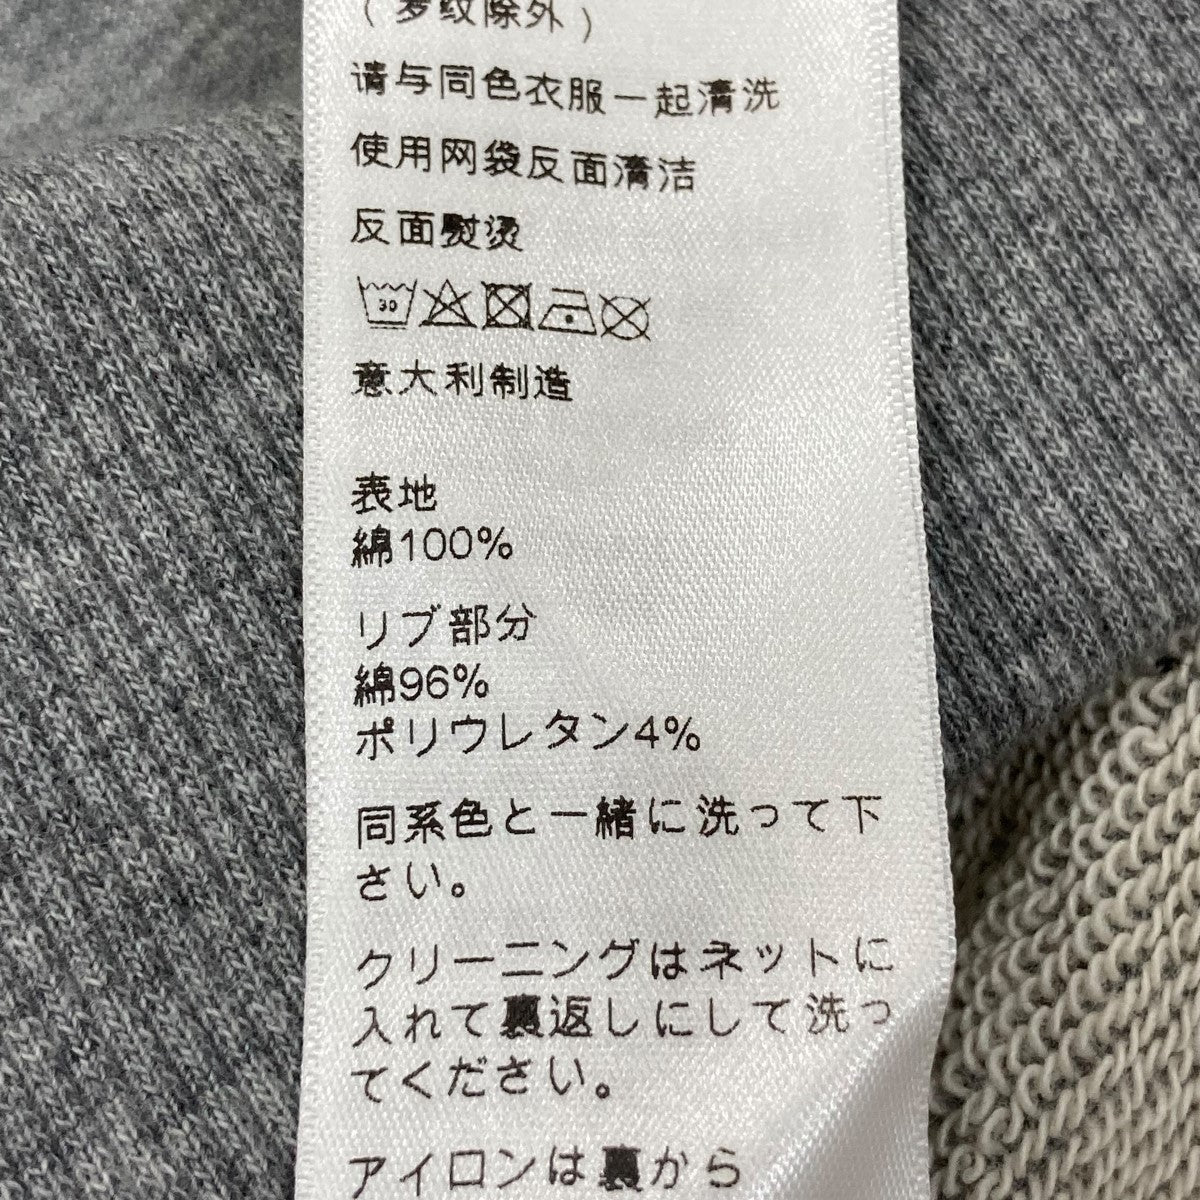 (罗纹除外)
请与同色衣服一起清洗
使用网袋反面清洁
反面熨烫
30
意大利制造
表地
綿100%
リブ部分
綿96%
ポリウレタン4%
同系色と一緒に洗って下
さい。
クリーニングはネットに
入れて裏返しにして洗っ
てください。
アイロンは裏から